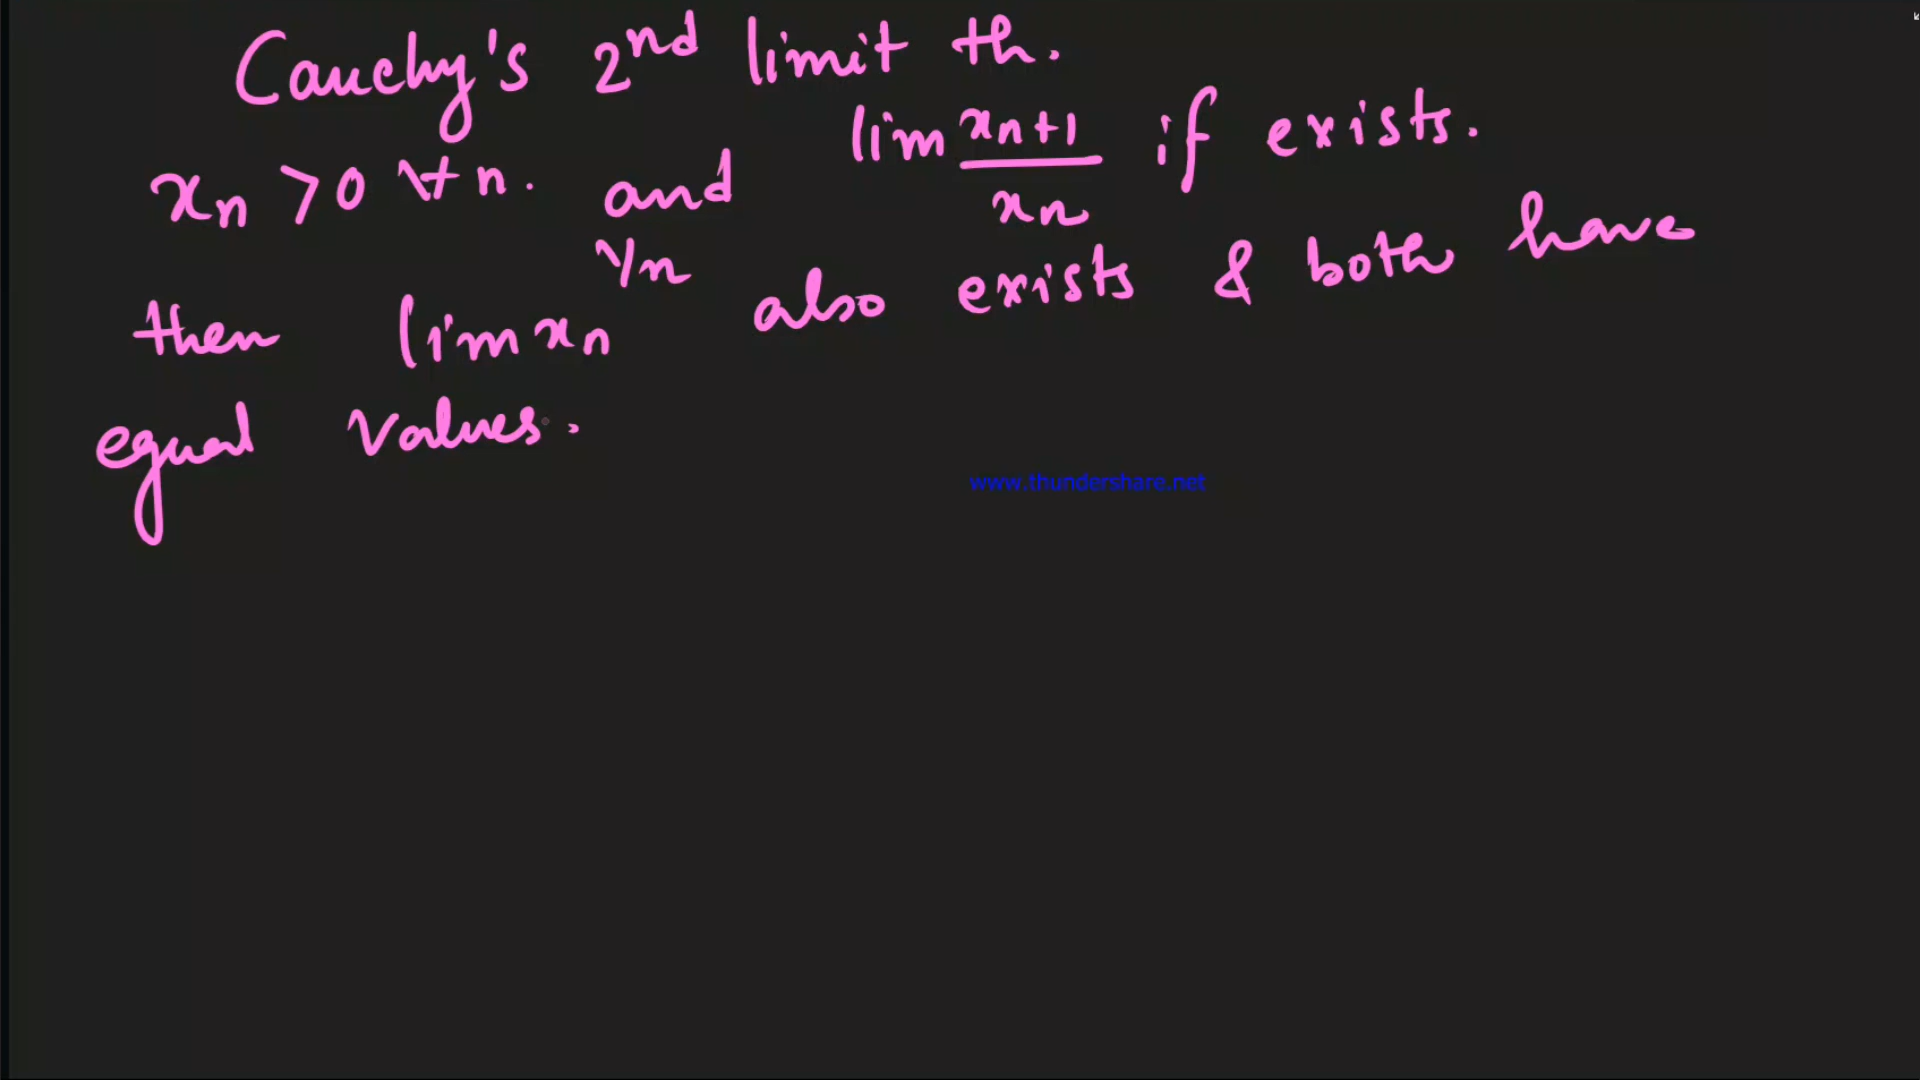 Cauchy's 2nd limit th.
xn > 0 ∀ n. and lim xn+1/xn if exists.
then lim xn^1/n also exists & both have
equal values.
www.thundershare.net